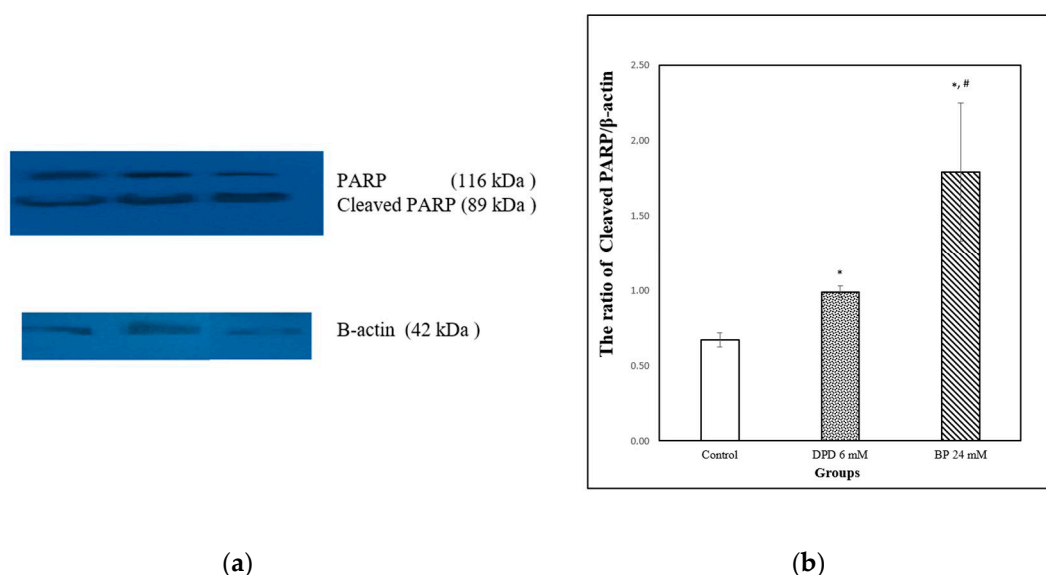 PARP (116 kDa )
Cleaved PARP (89 kDa )
B-actin (42 kDa )
(a)
The ratio of Cleaved PARP/β-actin
2.50
2.00
1.50
1.00
0.50
0.00
*
*, #
Control
DPD 6 mM
BP 24 mM
Groups
(b)